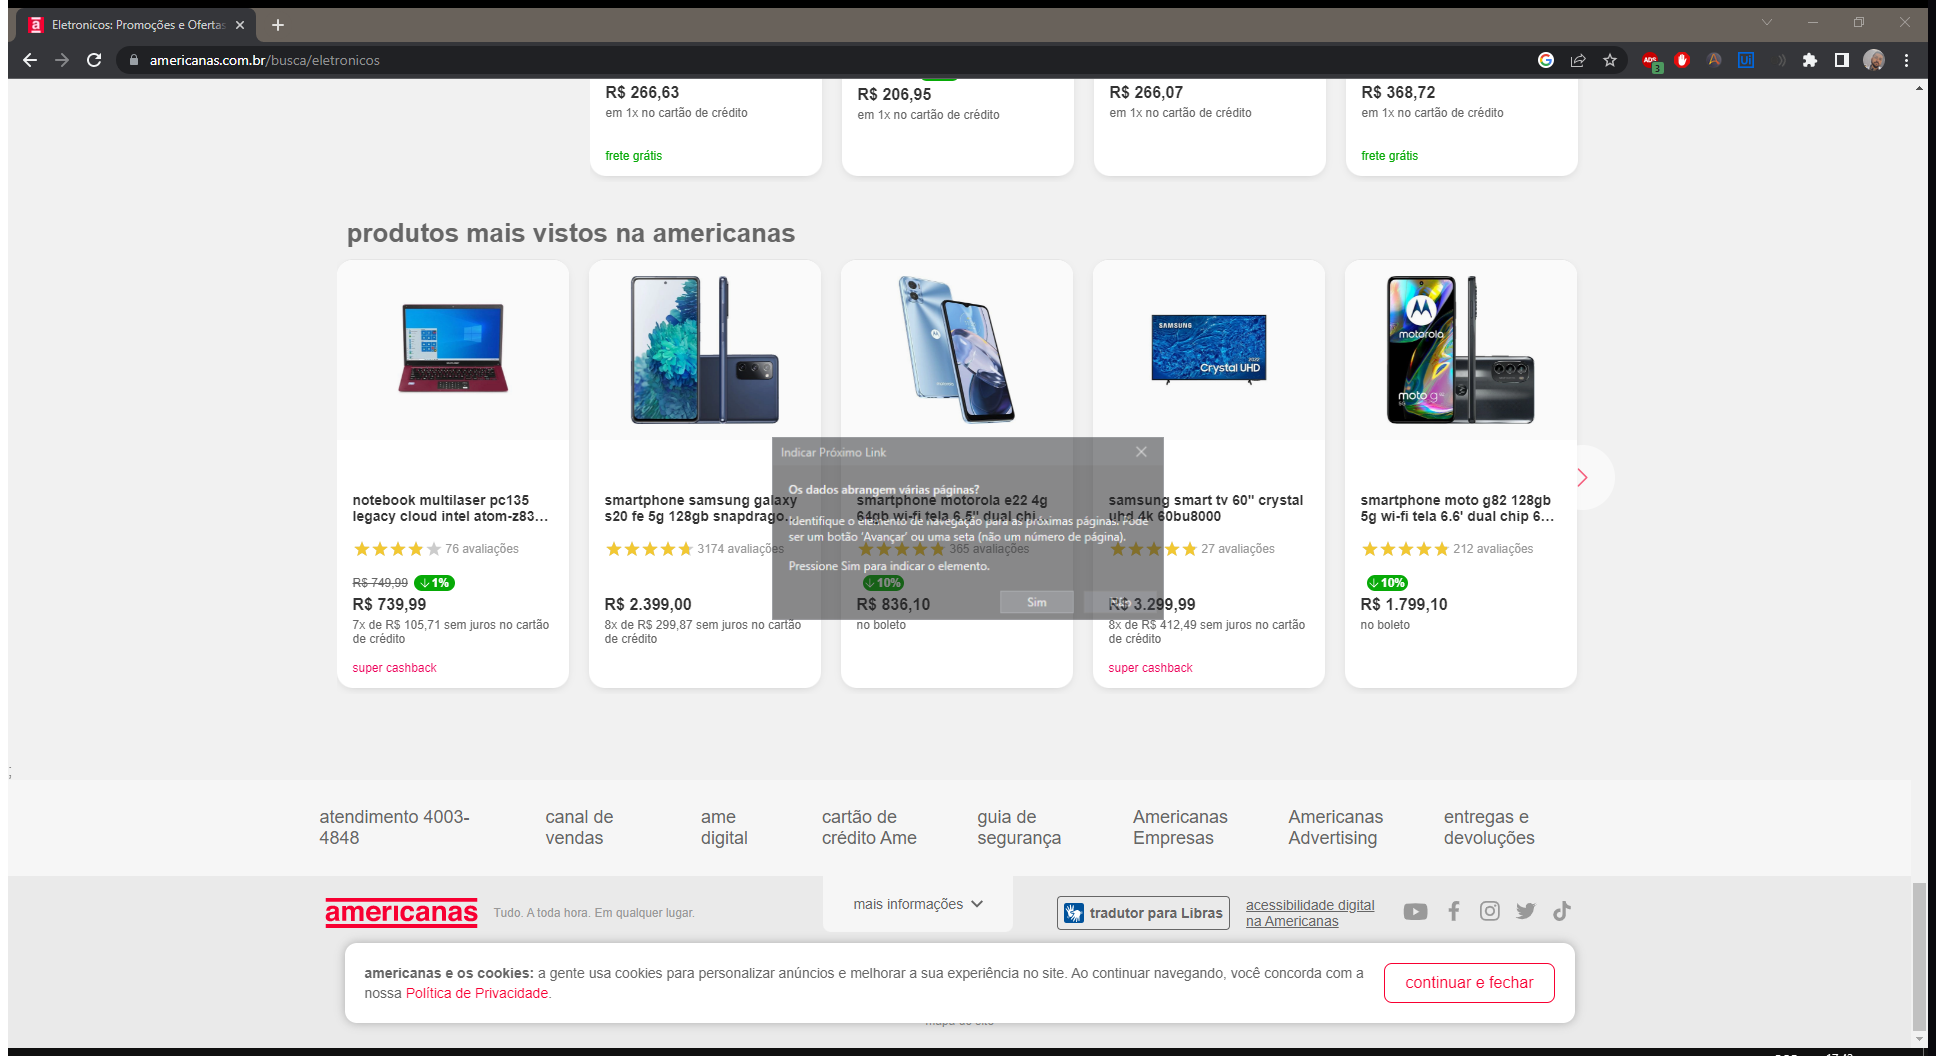 Eletronicos: Promoções e Ofertas
americanas.com.br/busca/eletronicos
R$ 266,63
em 1x no cartão de crédito
frete grátis
R$ 206,95
em 1x no cartão de crédito
R$ 266,07
em 1x no cartão de crédito
R$ 368,72
em 1x no cartão de crédito
frete grátis
produtos mais vistos na americanas
notebook multilaser pc135
legacy cloud intel atom-z83...
76 avaliações
R$ 749,99 1%
R$ 739,99
7x de R$ 105,71 sem juros no cartão
de crédito
super cashback
smartphone samsung galaxy
s20 fe 5g 128gb snapdrago...
3174 avaliações
R$ 2.399,00
8x de R$ 299,87 sem juros no cartão
de crédito
smartphone motorola e22 4g
64gb wi-fi tela 6.5" dual chi...
365 avaliações
10%
R$ 836,10
no boleto
SAMSUNG
2022
Crystal UHD
samsung smart tv 60" crystal
uhd 4k 60bu8000
27 avaliações
R$ 3.299,99
8x de R$ 412,49 sem juros no cartão
de crédito
super cashback
motorola
moto g
smartphone moto g82 128gb
5g wi-fi tela 6.6' dual chip 6...
212 avaliações
10%
R$ 1.799,10
no boleto
Indicar Próximo Link
Os dados abrangem várias páginas?
Identifique o elemento de navegação para as próximas páginas. Pode
ser um botão 'Avançar' ou uma seta (não um número de página).
Pressione Sim para indicar o elemento.
Sim
Não
atendimento 4003-
4848
canal de
vendas
ame
digital
cartão de
crédito Ame
guia de
segurança
Americanas
Empresas
Americanas
Advertising
entregas e
devoluções
americanas
Tudo. A toda hora. Em qualquer lugar.
mais informações
tradutor para Libras
acessibilidade digital
na Americanas
americanas e os cookies: a gente usa cookies para personalizar anúncios e melhorar a sua experiência no site. Ao continuar navegando, você concorda com a
nossa Política de Privacidade.
continuar e fechar